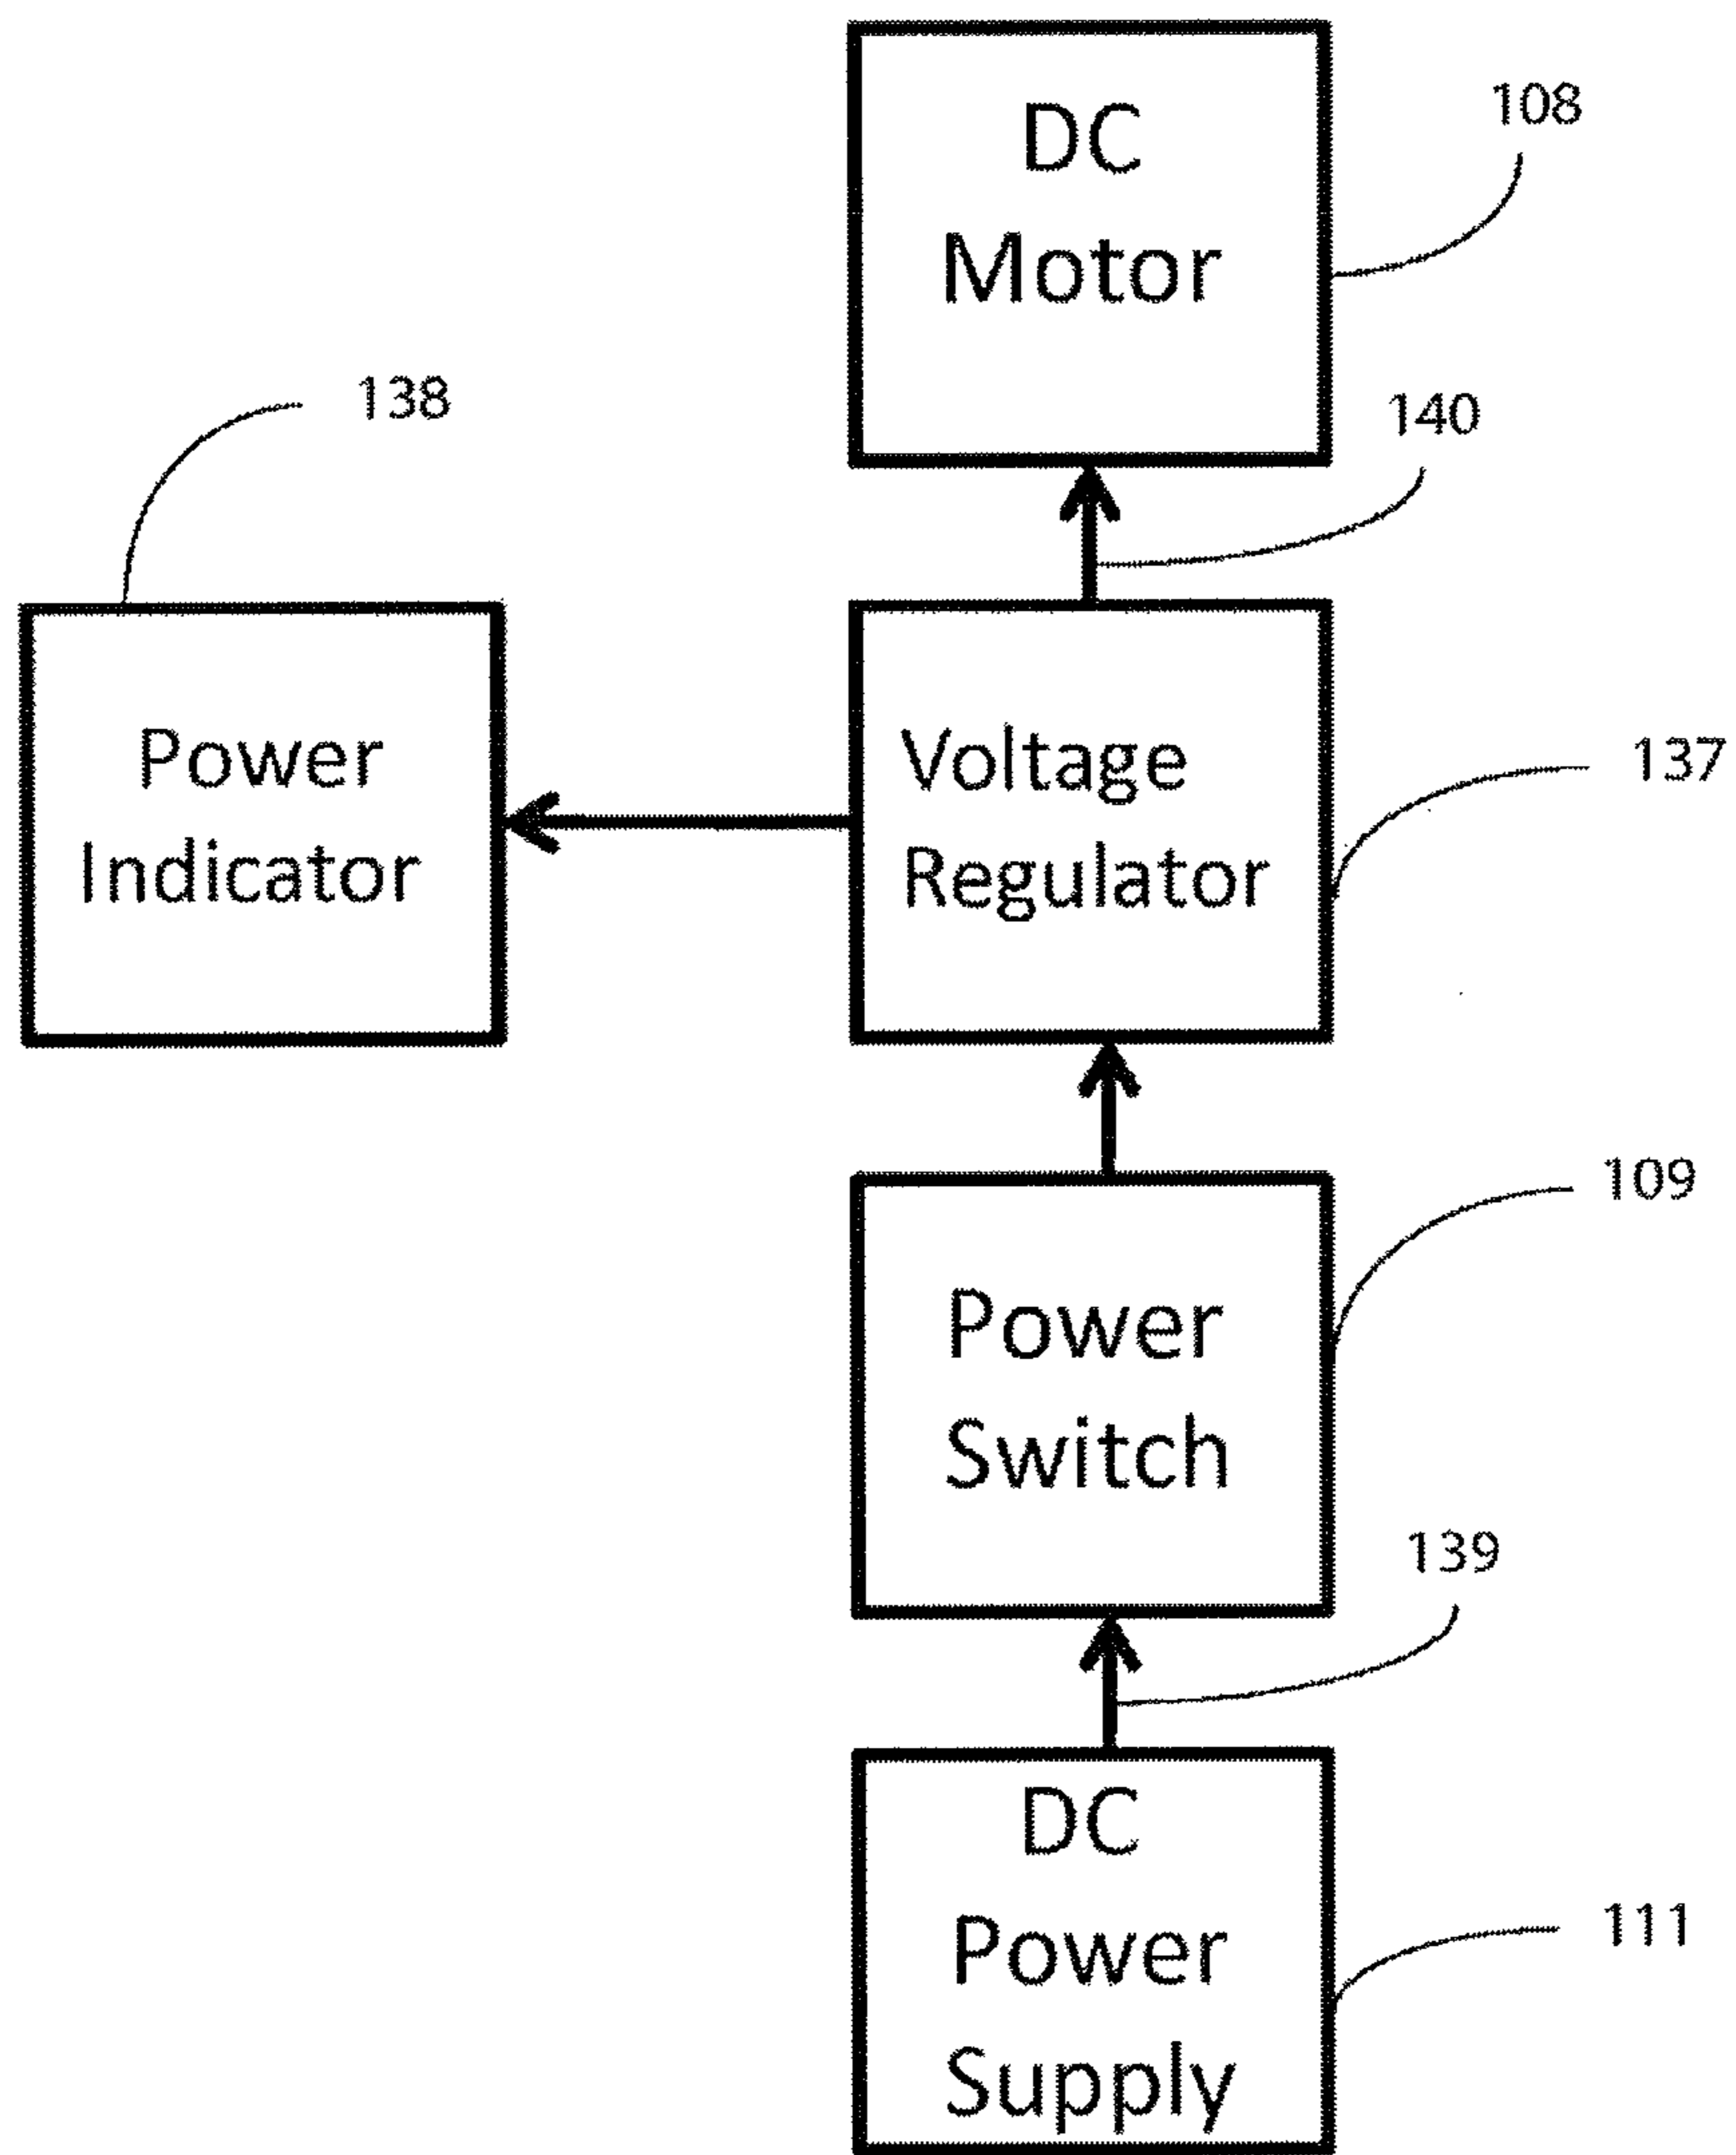 DC
Motor
108
140
138
Power
Indicator
Voltage
Regulator
137
Power
Switch
109
139
DC
Power
Supply
111